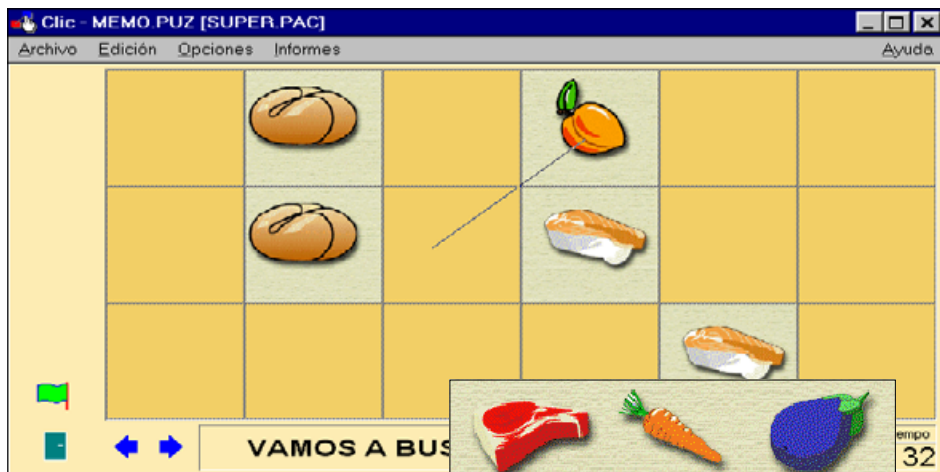 Clic - MEMO.PUZ [SUPER.PAC]
Archivo Edición Opciones Informes Ayuda
VAMOS A BUS
empo
32